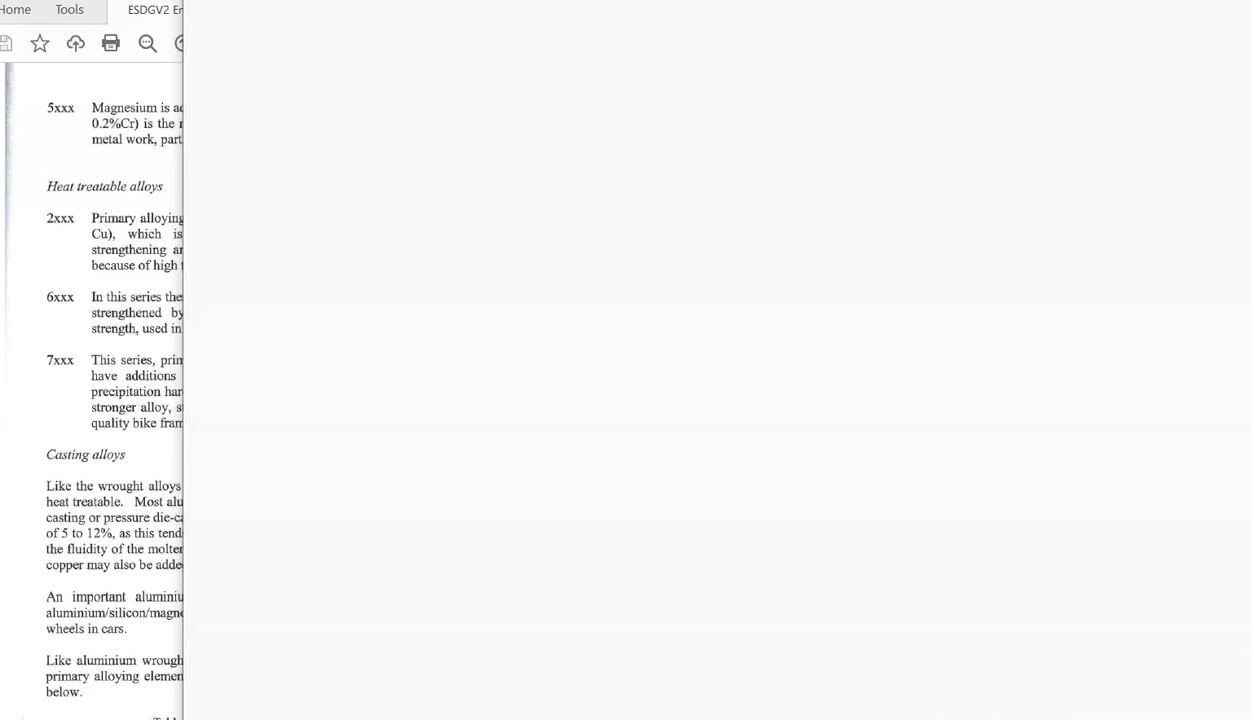 Home Tools ESDGV2 En
5xxx Magnesium is
0.2%Cr) is the
metal work, part
Heat treatable alloys
2xxx Primary alloying
Cu), which is
strengthening
because of high
6xxx In this series the
strengthened by
strength, used in
7xxx This series,
have additions
precipitation har
stronger alloy,
quality bike fram
Casting alloys
Like the wrought alloys
heat treatable. Most alu
casting or pressure die-ca
of 5 to 12%, as this tend
the fluidity of the molten
copper may also be adde
An important aluminiu
aluminium/silicon/magne
wheels in cars.
Like aluminium wrough
primary alloying elemen
below.